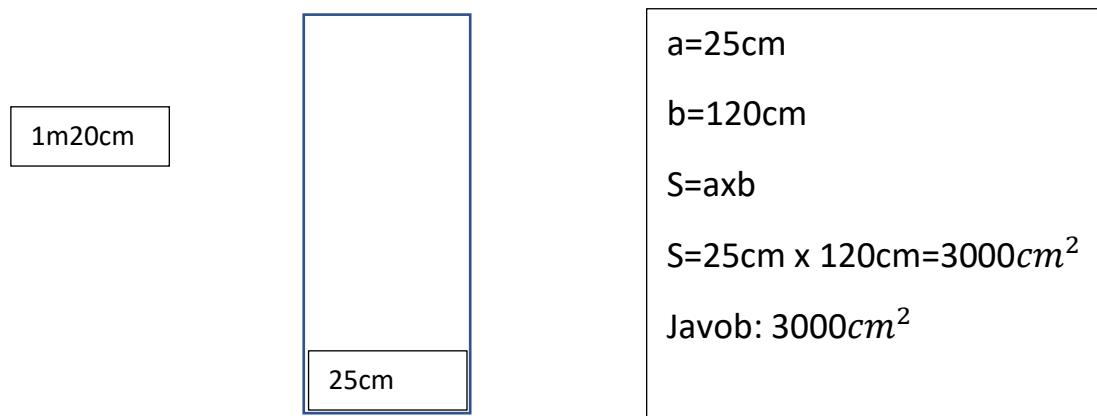 1m20cm
25cm
a=25cm
b=120cm
S=axb
S=25cm x 120cm=3000𝑐𝑚²
Javob: 3000𝑐𝑚²